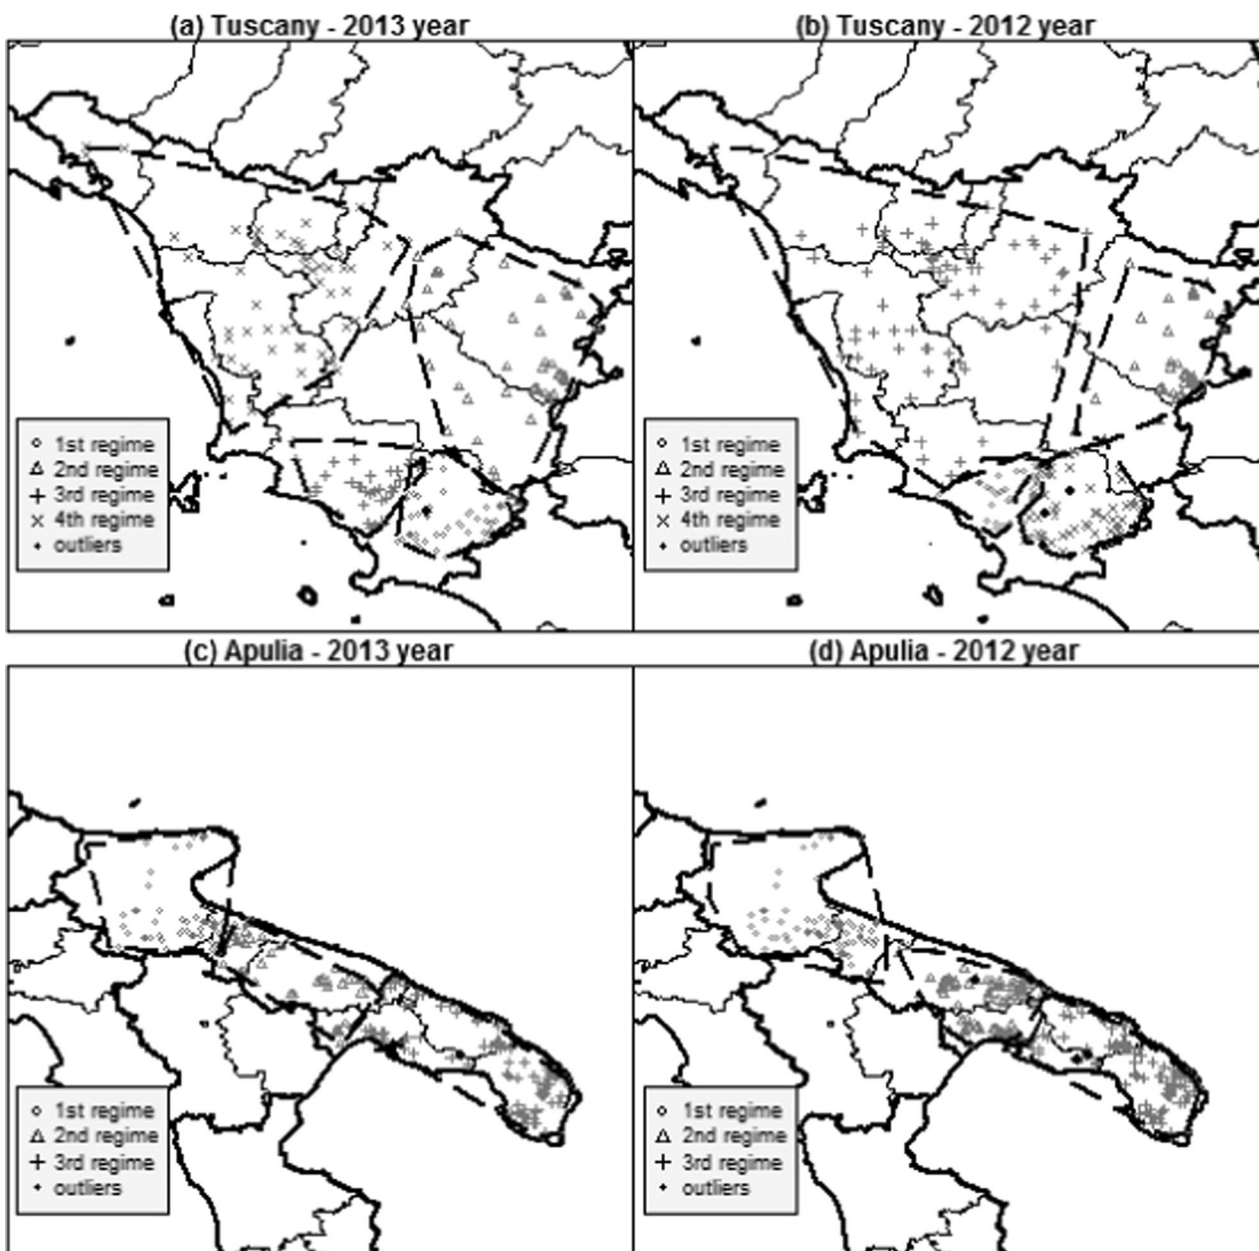 (a) Tuscany - 2013 year
(b) Tuscany - 2012 year
1st regime
2nd regime
3rd regime
4th regime
outliers
1st regime
2nd regime
3rd regime
4th regime
outliers
(c) Apulia - 2013 year
(d) Apulia - 2012 year
1st regime
2nd regime
3rd regime
outliers
1st regime
2nd regime
3rd regime
outliers